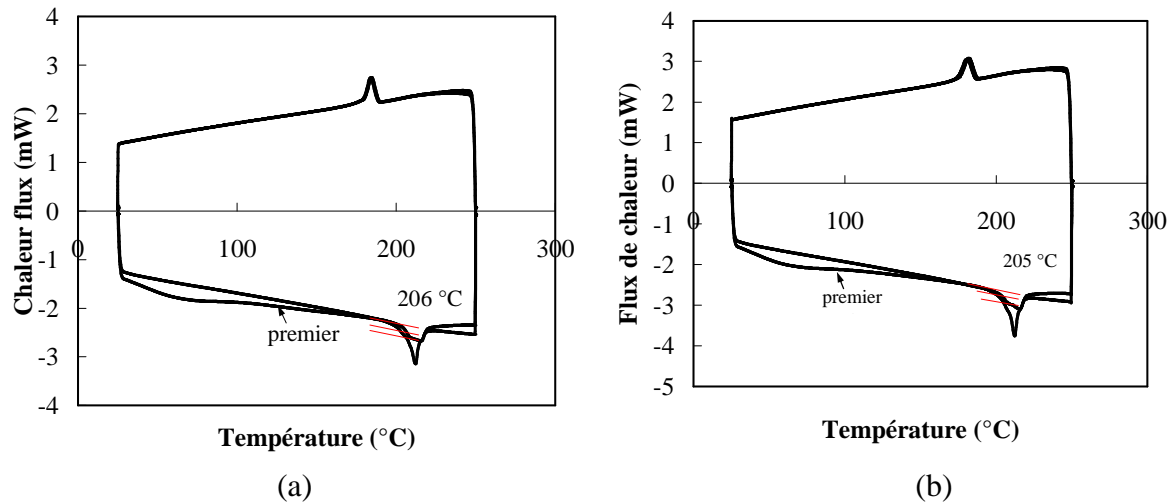 4
3
2
1
0
-1
-2
-3
-4
0
100
200
300
206 °C
premier
Chaleur flux (mW)
Température (°C)
(a)
4
3
2
1
0
-1
-2
-3
-4
-5
0
100
200
300
205 °C
premier
Flux de chaleur (mW)
Température (°C)
(b)